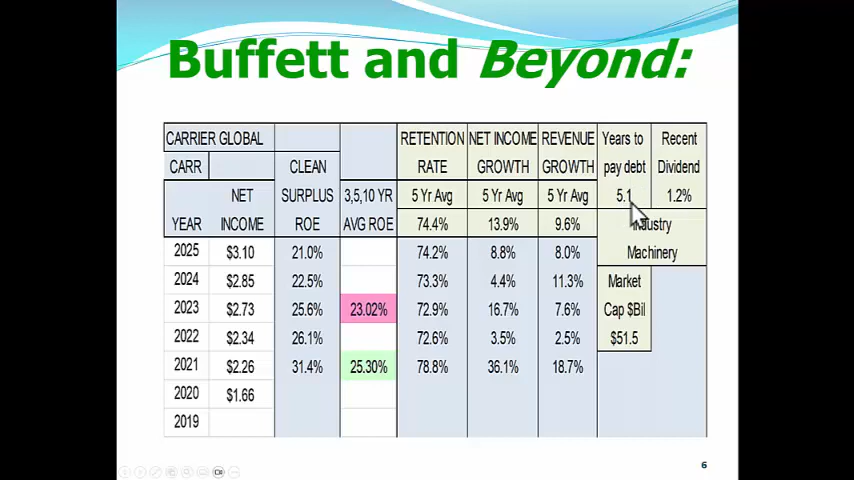 Buffett and Beyond:
CARRIER GLOBAL RETENTION NET INCOME REVENUE Years to Recent
CARR CLEAN RATE GROWTH GROWTH pay debt Dividend
NET SURPLUS 3,5,10 YR 5 Yr Avg 5 Yr Avg 5 Yr Avg 5.1 1.2%
YEAR INCOME ROE AVG ROE 74.4% 13.9% 9.6% Industry
2025 $3.10 21.0% 74.2% 8.8% 8.0% Machinery
2024 $2.85 22.5% 73.3% 4.4% 11.3% Market
2023 $2.73 25.6% 23.02% 72.9% 16.7% 7.6% Cap $Bil
2022 $2.34 26.1% 72.6% 3.5% 2.5% $51.5
2021 $2.26 31.4% 25.30% 78.8% 36.1% 18.7%
2020 $1.66
2019
6